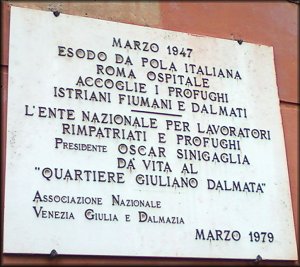 MARZO 1947
ESODO DA POLA ITALIANA
ROMA OSPITALE
ACCOGLIE I PROFUGHI
ISTRIANI FIUMANI E DALMATI
L'ENTE NAZIONALE PER LAVORATORI
RIMPATRIATI E PROFUGHI
PRESIDENTE OSCAR SINIGAGLIA
DA' VITA AL
"QUARTIERE GIULIANO DALMATA"
ASSOCIAZIONE NAZIONALE
VENEZIA GIULIA E DALMAZIA
MARZO 1979